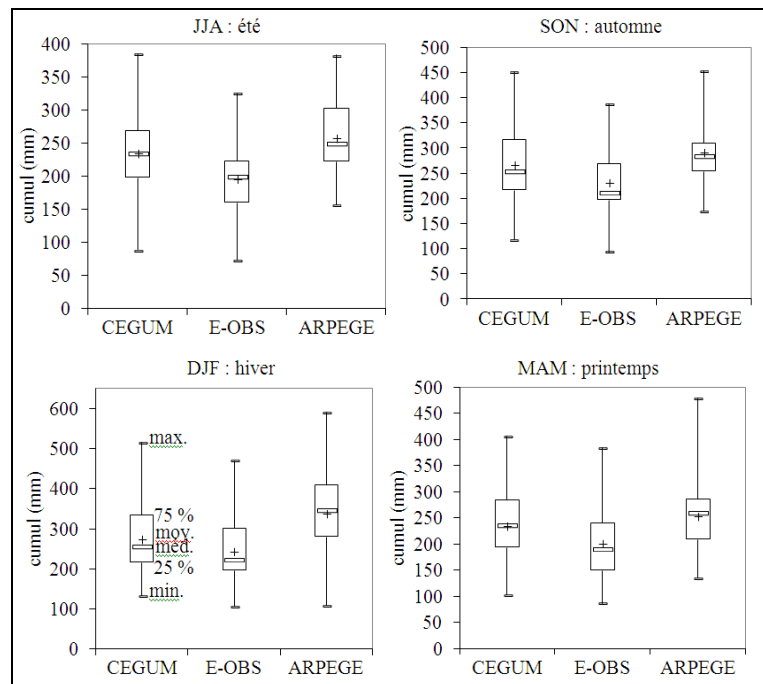 JJA : été
cumul (mm)
400
350
300
250
200
150
100
50
0
CEGUM E-OBS ARPEGE
SON : automne
cumul (mm)
500
450
400
350
300
250
200
150
100
50
0
CEGUM E-OBS ARPEGE
DJF : hiver
cumul (mm)
600
500
400
300
200
100
0
max.
75 %
moy.
med.
25 %
min.
CEGUM E-OBS ARPEGE
MAM : printemps
cumul (mm)
500
450
400
350
300
250
200
150
100
50
0
CEGUM E-OBS ARPEGE